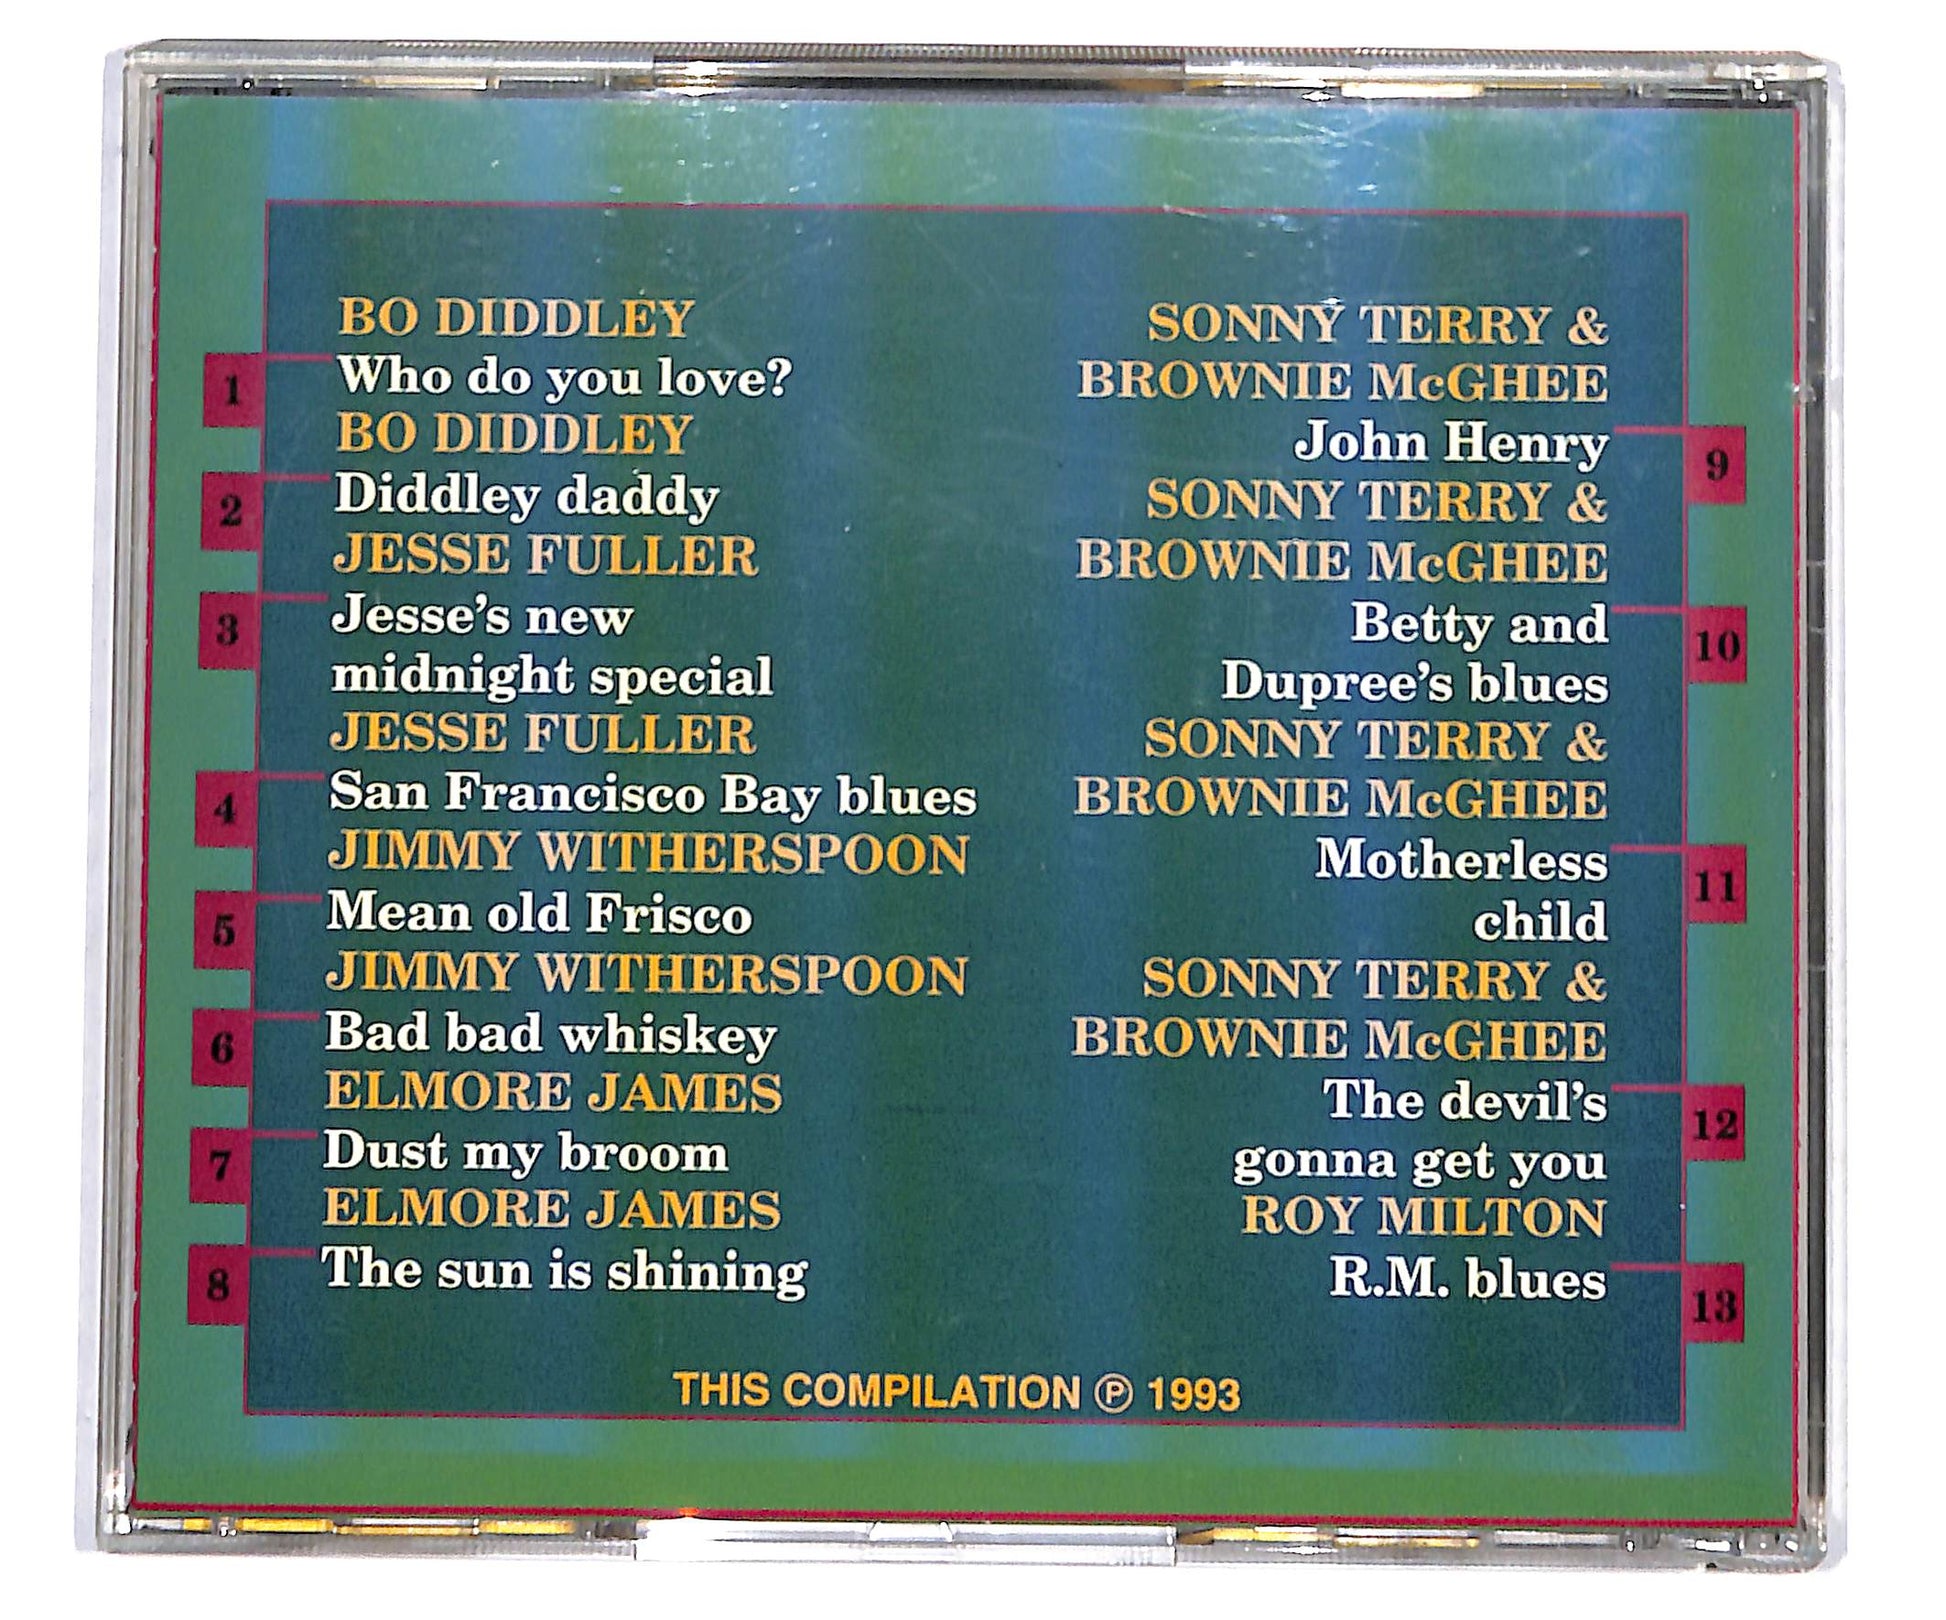 BO DIDDLEY
1 Who do you love?
BO DIDDLEY
2 Diddley daddy
JESSE FULLER
3 Jesse's new
midnight special
JESSE FULLER
4 San Francisco Bay blues
JIMMY WITHERSPOON
5 Mean old Frisco
JIMMY WITHERSPOON
6 Bad bad whiskey
ELMORE JAMES
7 Dust my broom
ELMORE JAMES
8 The sun is shining
SONNY TERRY &
BROWNIE McGHEE
John Henry 9
SONNY TERRY &
BROWNIE McGHEE
Betty and 10
Dupree's blues
SONNY TERRY &
BROWNIE McGHEE
Motherless 11
child
SONNY TERRY &
BROWNIE McGHEE
The devil's 12
gonna get you
ROY MILTON
R.M. blues 13
THIS COMPILATION ℗ 1993